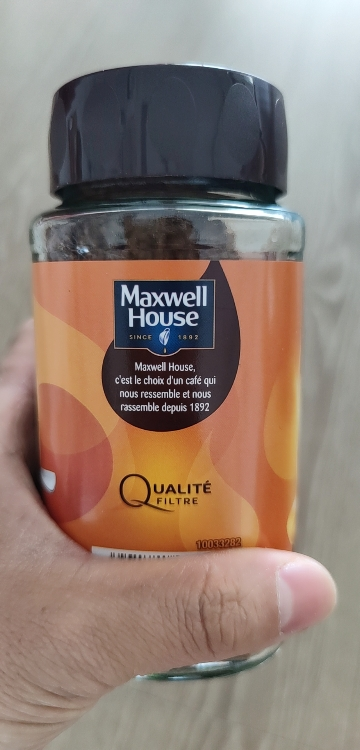 Maxwell
House
SINCE 1892
Maxwell House,
c'est le choix d'un café qui
nous ressemble et nous
rassemble depuis 1892
QUALITÉ
FILTRE
10033282